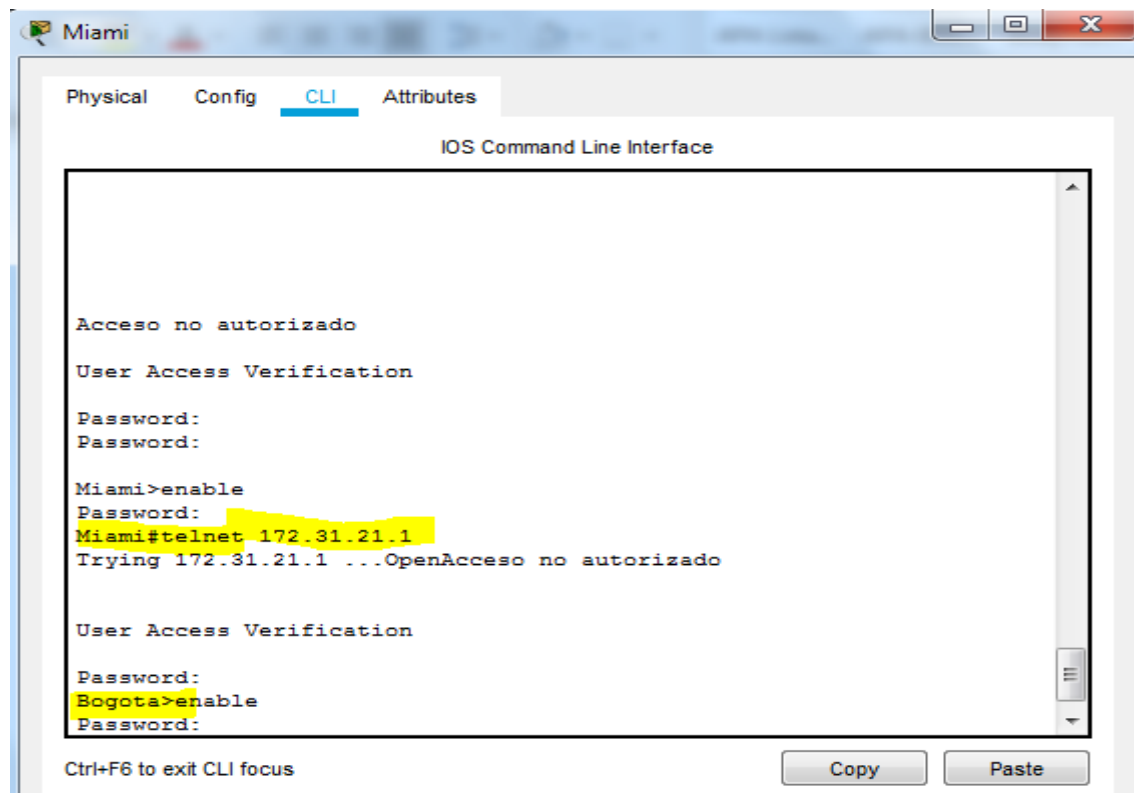 Miami
Physical Config CLI Attributes
IOS Command Line Interface
Acceso no autorizado
User Access Verification
Password:
Password:
Miami>enable
Password:
Miami#telnet 172.31.21.1
Trying 172.31.21.1 ...OpenAcceso no autorizado
User Access Verification
Password:
Bogota>enable
Password:
Ctrl+F6 to exit CLI focus
Copy Paste